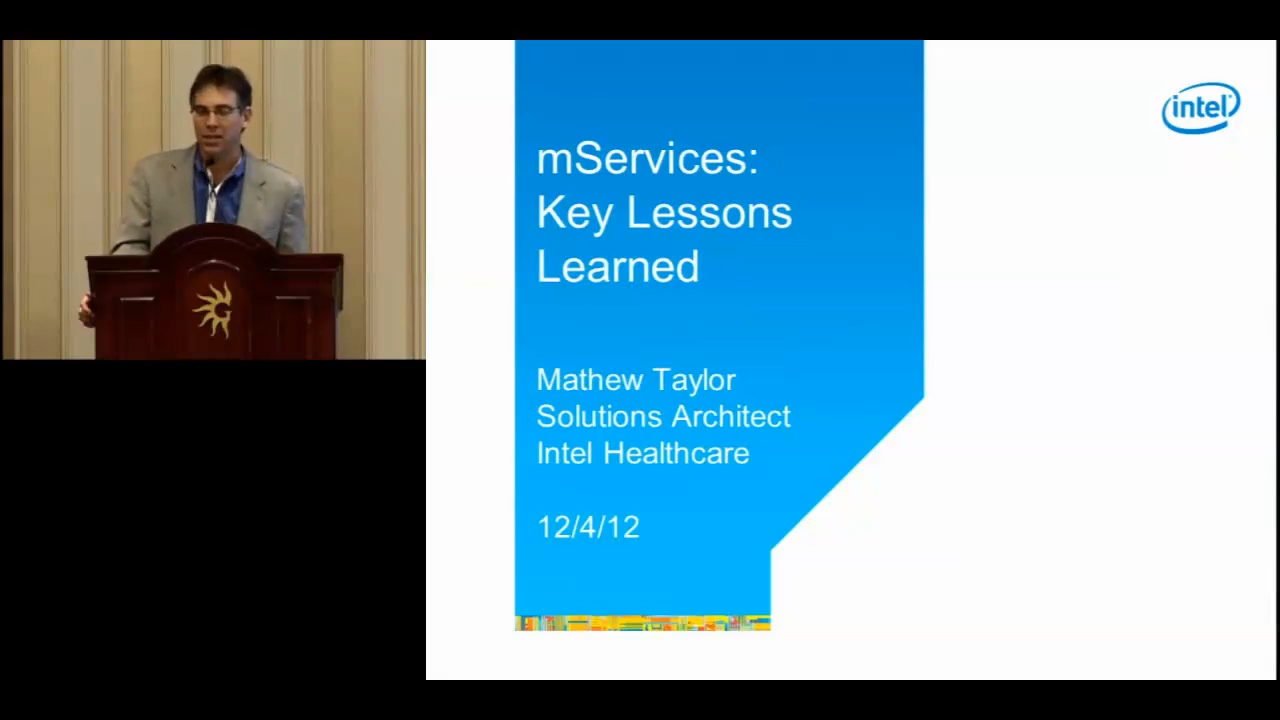 mServices:
Key Lessons
Learned
Mathew Taylor
Solutions Architect
Intel Healthcare
12/4/12
intel